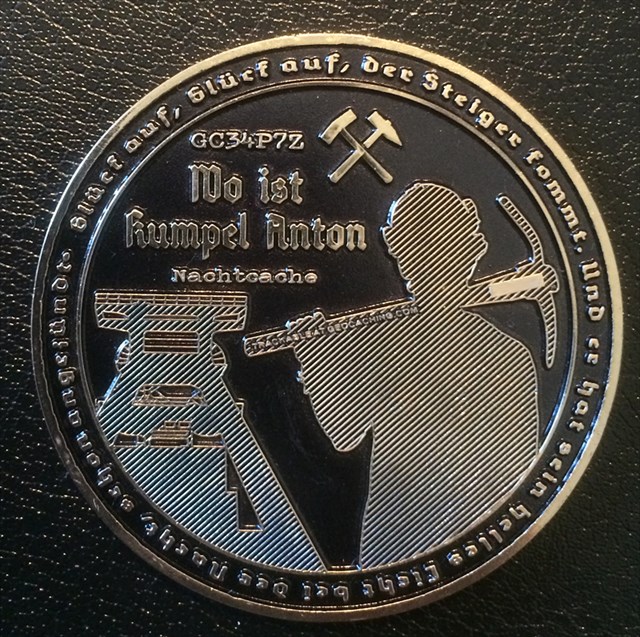 Glück auf, Glück auf, der Steiger kommt. Und er hat sein helles Licht bei der Nacht, schon angezündt.
GC34P7Z
Wo ist
Kumpel Anton
Nachtcache
TRACKABLE AT GEOCACHING.COM